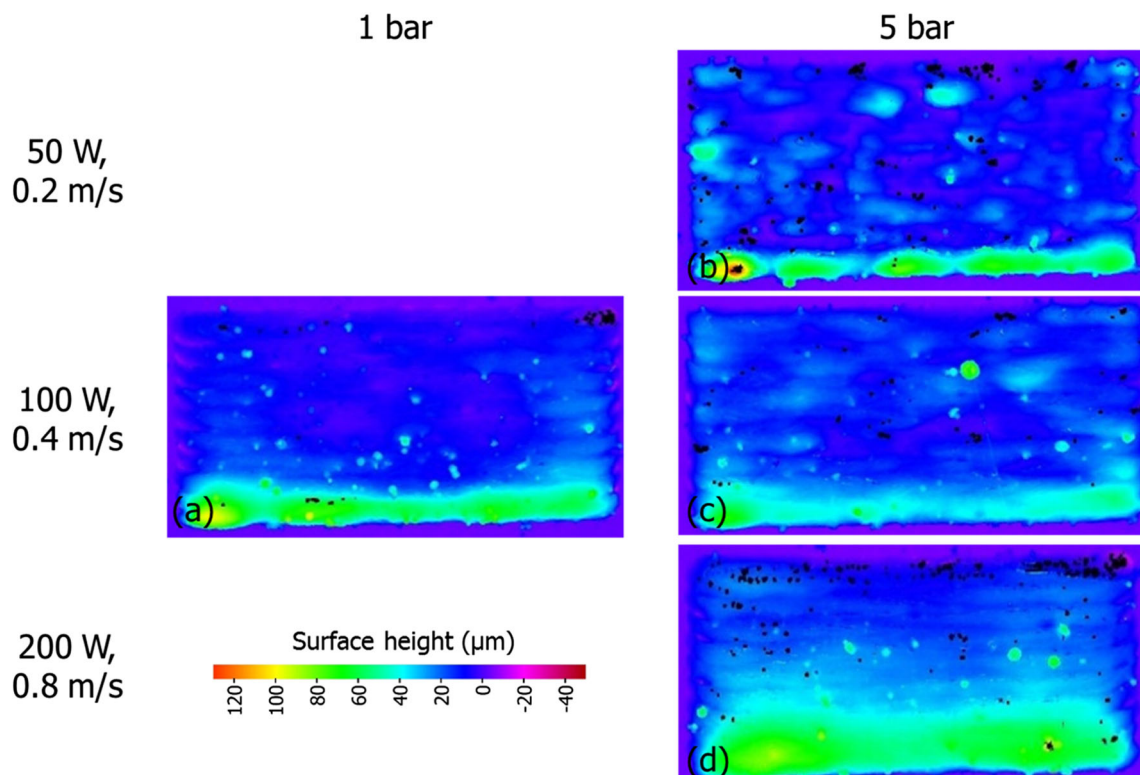 1 bar
5 bar
50 W,
0.2 m/s
(b)
100 W,
0.4 m/s
(a)
(c)
200 W,
0.8 m/s
Surface height (µm)
120
100
80
60
40
20
0
-20
-40
(d)